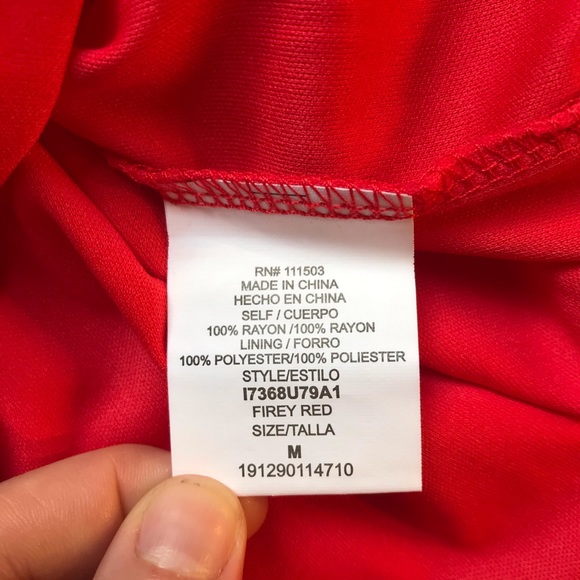 RN# 111503
MADE IN CHINA
HECHO EN CHINA
SELF / CUERPO
100% RAYON /100% RAYON
LINING / FORRO
100% POLYESTER/100% POLIESTER
STYLE/ESTILO
I7368U79A1
FIREY RED
SIZE/TALLA
M
191290114710